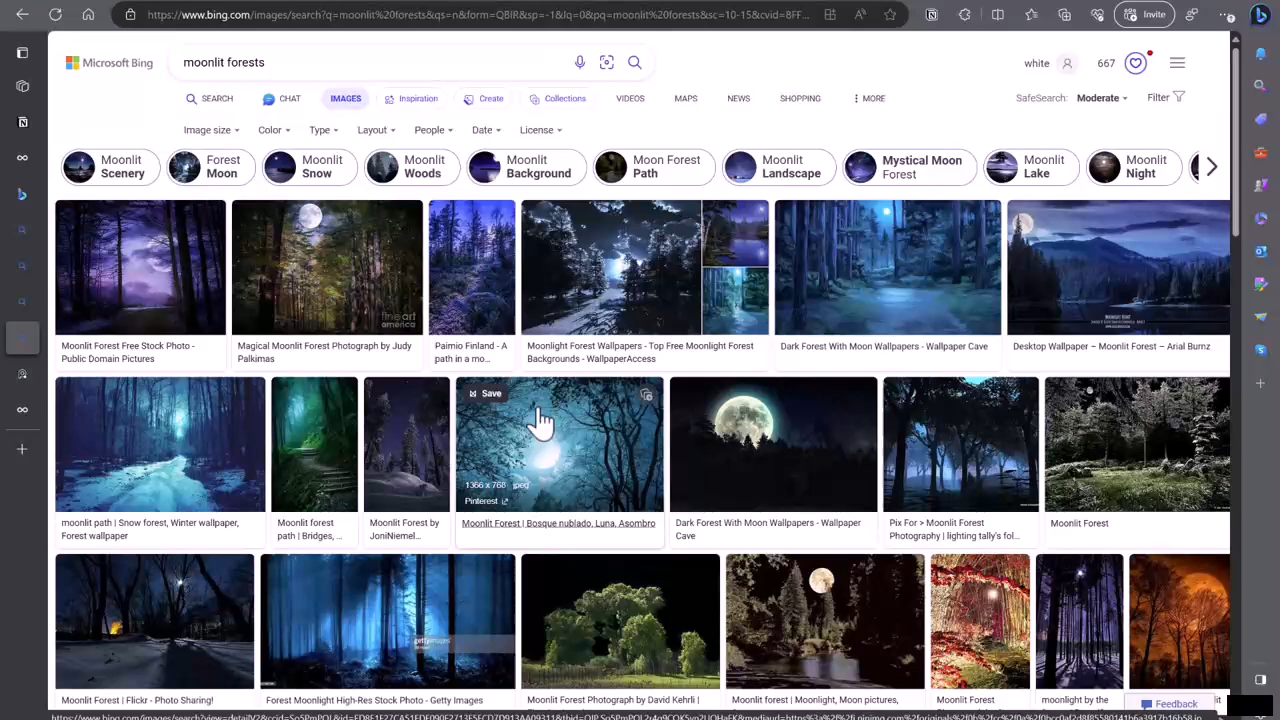 https://www.bing.com/images/search?q=moonlit%20forests&qs=n&form=QBIR&sp=-1&lq=0&pq=moonlit%20forests&sc=10-15&cvid=8FF...
Invite
Microsoft Bing
moonlit forests
white
667
SEARCH
CHAT
IMAGES
Inspiration
Create
Collections
VIDEOS
MAPS
NEWS
SHOPPING
MORE
SafeSearch: Moderate
Filter
Image size
Color
Type
Layout
People
Date
License
Moonlit Scenery
Forest Moon
Moonlit Snow
Moonlit Woods
Moonlit Background
Moon Forest Path
Moonlit Landscape
Mystical Moon Forest
Moonlit Lake
Moonlit Night
fine art
america
Moonlit Forest Free Stock Photo -
Public Domain Pictures
Magical Moonlit Forest Photograph by Judy
Palkimas
Paimio Finland - A
path in a mo...
Moonlight Forest Wallpapers - Top Free Moonlight Forest
Backgrounds - WallpaperAccess
Dark Forest With Moon Wallpapers - Wallpaper Cave
Desktop Wallpaper – Moonlit Forest – Arial Burnz
Save
1366 x 768 jpeg
Pinterest
moonlit path | Snow forest, Winter wallpaper,
Forest wallpaper
Moonlit forest
path | Bridges, ...
Moonlit Forest by
JoniNiemel...
Moonlit Forest | Bosque nublado, Luna, Asombro
Dark Forest With Moon Wallpapers - Wallpaper
Cave
Pix For > Moonlit Forest
Photography | lighting tally's fol...
Moonlit Forest
gettyimages
Moonlit Forest | Flickr - Photo Sharing!
Forest Moonlight High-Res Stock Photo - Getty Images
Moonlit Forest Photograph by David Kehrli |
Moonlit forest | Moonlight, Moon pictures,
Moonlit Forest
moonlight by the
Feedback